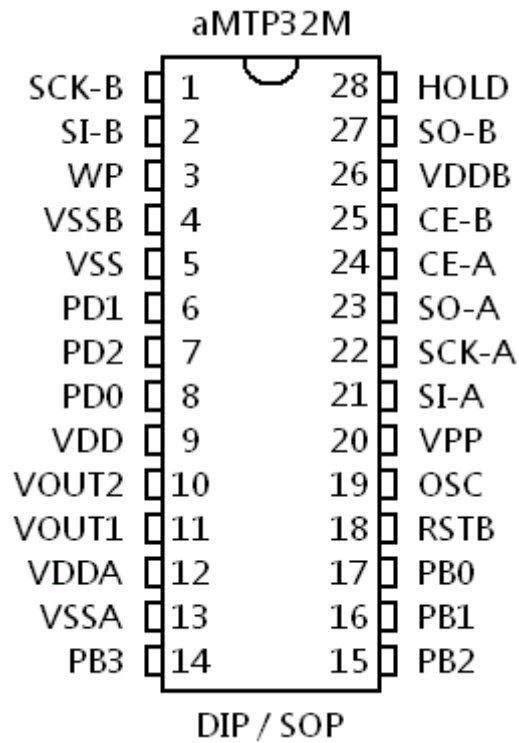 aMTP32M
SCK-B 1 28 HOLD
SI-B 2 27 SO-B
WP 3 26 VDDB
VSSB 4 25 CE-B
VSS 5 24 CE-A
PD1 6 23 SO-A
PD2 7 22 SCK-A
PD0 8 21 SI-A
VDD 9 20 VPP
VOUT2 10 19 OSC
VOUT1 11 18 RSTB
VDDA 12 17 PB0
VSSA 13 16 PB1
PB3 14 15 PB2
DIP / SOP